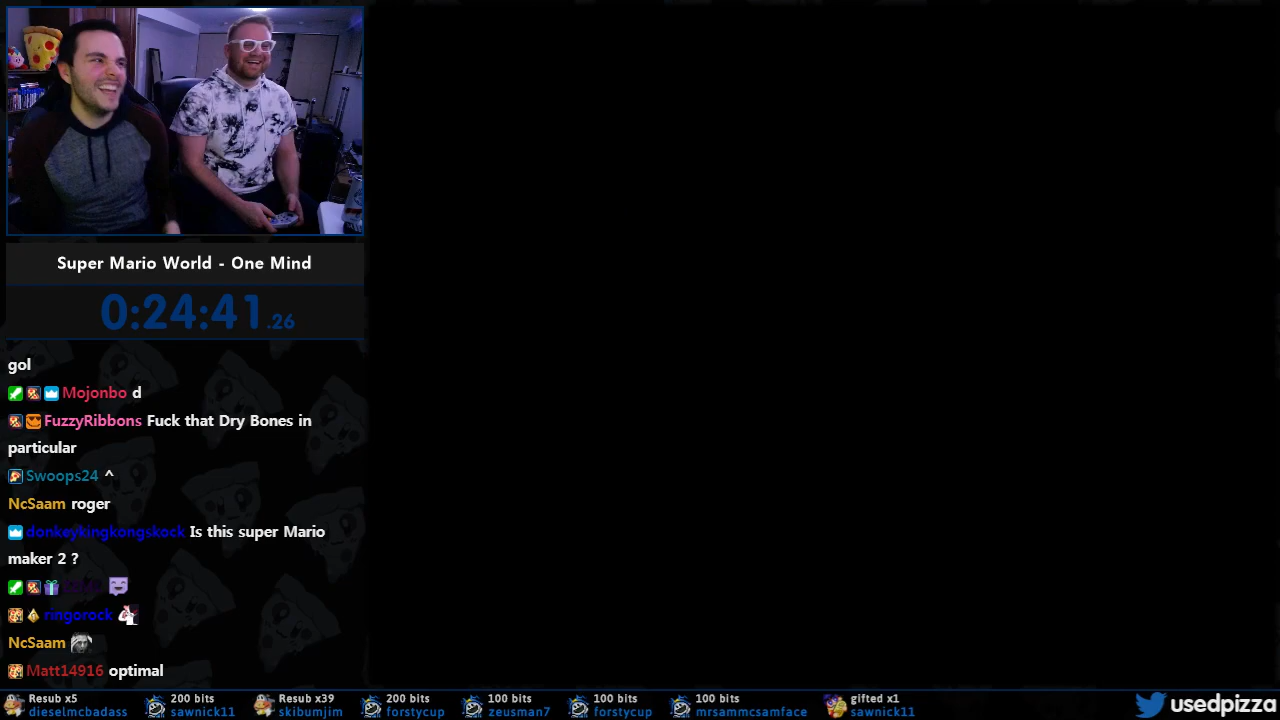 Super Mario World - One Mind
0:24:41.26
gol
Mojonbo d
FuzzyRibbons Fuck that Dry Bones in
particular
Swoops24 ^
NcSaam roger
donkeykingkongskock Is this super Mario
maker 2 ?
ringorock
NcSaam
Matt14916 optimal
Resub x5
dieselmcbadass
200 bits
sawnick11
Resub x39
skibumjim
200 bits
forstycup
100 bits
zeusman7
100 bits
forstycup
100 bits
mrsammcsamface
gifted x1
sawnick11
usedpizza